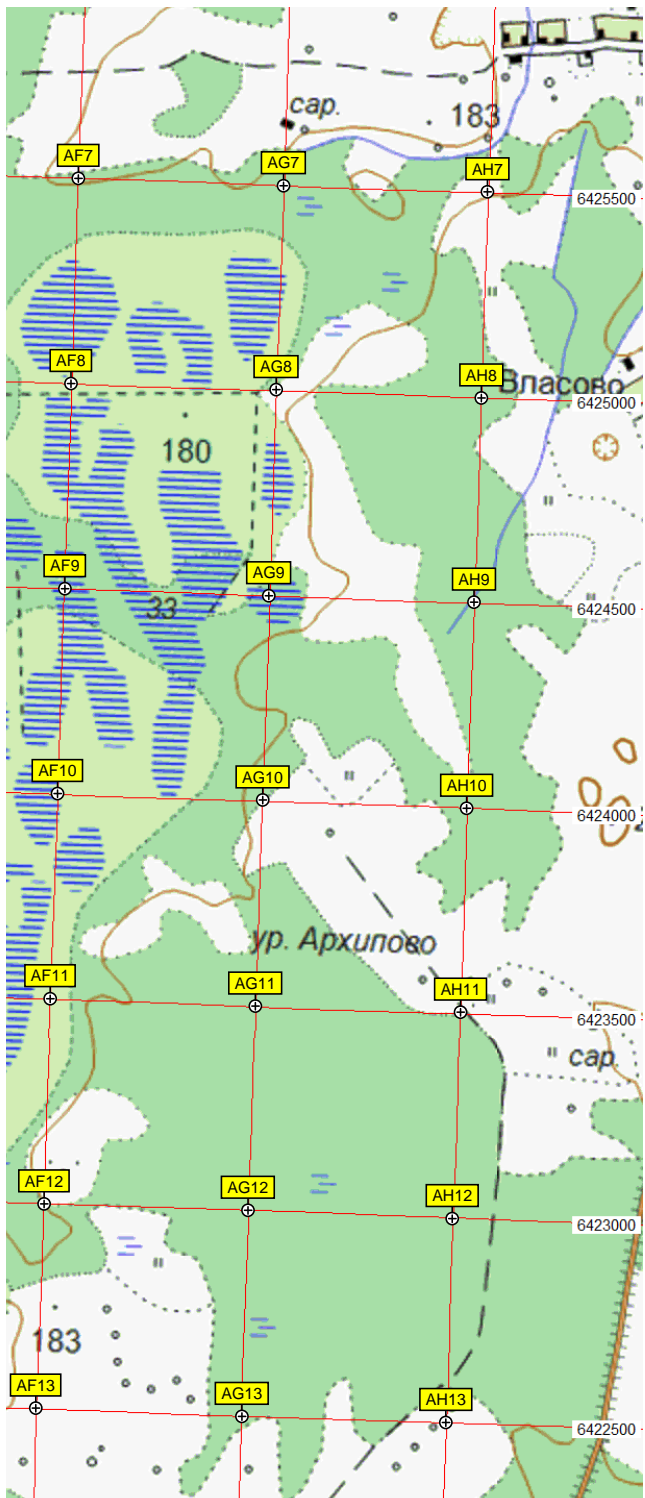 сар.
183
AF7
AG7
AH7
6425500
AF8
AG8
AH8
Власово
6425000
180
AF9
AG9
AH9
33
6424500
AF10
AG10
AH10
6424000
ур. Архипово
AF11
AG11
AH11
6423500
сар.
AF12
AG12
AH12
6423000
183
AF13
AG13
AH13
6422500